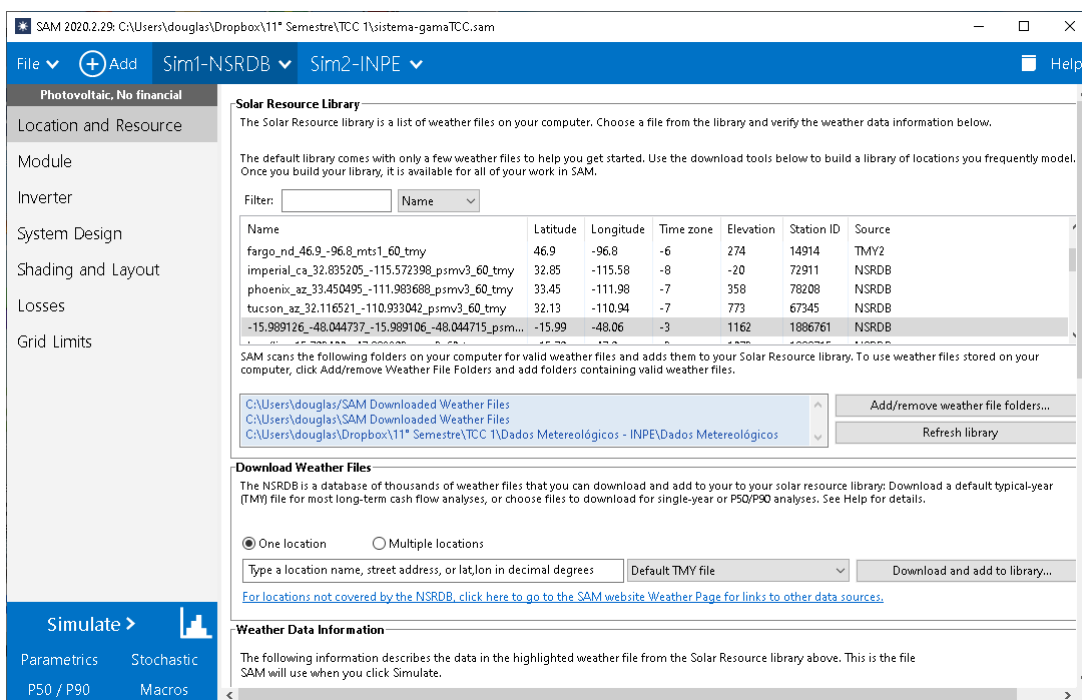 SAM 2020.2.29: C:\Users\douglas\Dropbox\11° Semestre\TCC 1\sistema-gamaTCC.sam
File Add Sim1-NSRDB Sim2-INPE Help
Photovoltaic, No financial
Location and Resource
Module
Inverter
System Design
Shading and Layout
Losses
Grid Limits
Simulate >
Parametrics Stochastic
P50 / P90 Macros
Solar Resource Library
The Solar Resource library is a list of weather files on your computer. Choose a file from the library and verify the weather data information below.
The default library comes with only a few weather files to help you get started. Use the download tools below to build a library of locations you frequently model.
Once you build your library, it is available for all of your work in SAM.
Filter: Name
Name Latitude Longitude Time zone Elevation Station ID Source
fargo_nd_46.9_-96.8_mts1_60_tmy 46.9 -96.8 -6 274 14914 TMY2
imperial_ca_32.835205_-115.572398_psmv3_60_tmy 32.85 -115.58 -8 -20 72911 NSRDB
phoenix_az_33.450495_-111.983688_psmv3_60_tmy 33.45 -111.98 -7 358 78208 NSRDB
tucson_az_32.116521_-110.933042_psmv3_60_tmy 32.13 -110.94 -7 773 67345 NSRDB
-15.989126_-48.044737_-15.989106_-48.044715_psm... -15.99 -48.06 -3 1162 1886761 NSRDB
SAM scans the following folders on your computer for valid weather files and adds them to your Solar Resource library. To use weather files stored on your
computer, click Add/remove Weather File Folders and add folders containing valid weather files.
C:\Users\douglas/SAM Downloaded Weather Files
C:\Users\douglas\SAM Downloaded Weather Files
C:\Users\douglas\Dropbox\11° Semestre\TCC 1\Dados Metereológicos - INPE\Dados Metereológicos
Add/remove weather file folders...
Refresh library
Download Weather Files
The NSRDB is a database of thousands of weather files that you can download and add to your to your solar resource library: Download a default typical-year
(TMY) file for most long-term cash flow analyses, or choose files to download for single-year or P50/P90 analyses. See Help for details.
One location Multiple locations
Type a location name, street address, or lat,lon in decimal degrees Default TMY file Download and add to library...
For locations not covered by the NSRDB, click here to go to the SAM website Weather Page for links to other data sources.
Weather Data Information
The following information describes the data in the highlighted weather file from the Solar Resource library above. This is the file
SAM will use when you click Simulate.